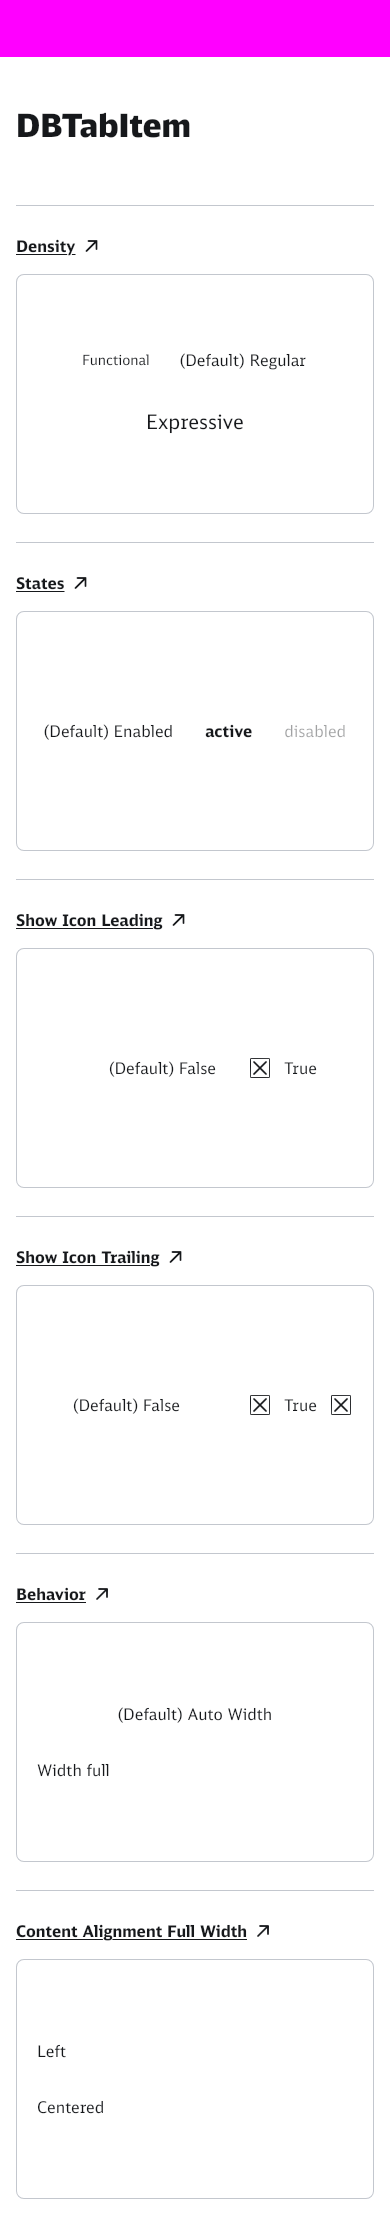 DBTabItem
Density
Functional (Default) Regular
Expressive
States
(Default) Enabled active disabled
Show Icon Leading
(Default) False True
Show Icon Trailing
(Default) False True
Behavior
(Default) Auto Width
Width full
Content Alignment Full Width
Left
Centered